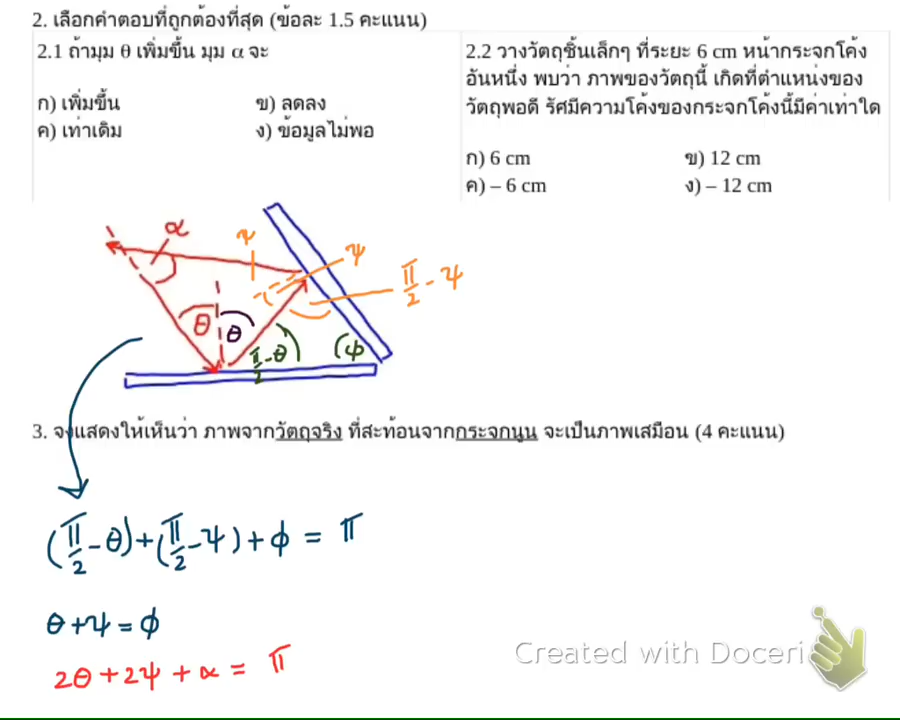 2. เลือกคำตอบที่ถูกต้องที่สุด (ข้อละ 1.5 คะแนน)
2.1 ถ้ามุม θ เพิ่มขึ้น มุม α จะ
ก) เพิ่มขึ้น ข) ลดลง
ค) เท่าเดิม ง) ข้อมูลไม่พอ
2.2 วางวัตถุชิ้นเล็กๆ ที่ระยะ 6 cm หน้ากระจกโค้ง
อันหนึ่ง พบว่า ภาพของวัตถุนี้ เกิดที่ตำแหน่งของ
วัตถุพอดี รัศมีความโค้งของกระจกโค้งนี้มีค่าเท่าใด
ก) 6 cm ข) 12 cm
ค) – 6 cm ง) – 12 cm
α
ψ
ψ
π/2 - ψ
θ
θ
π/2 - θ
φ
3. จงแสดงให้เห็นว่า ภาพจากวัตถุจริง ที่สะท้อนจากกระจกนูน จะเป็นภาพเสมือน (4 คะแนน)
(π/2 - θ) + (π/2 - ψ) + φ = π
θ + ψ = φ
2θ + 2ψ + α = π
Created with Doceri